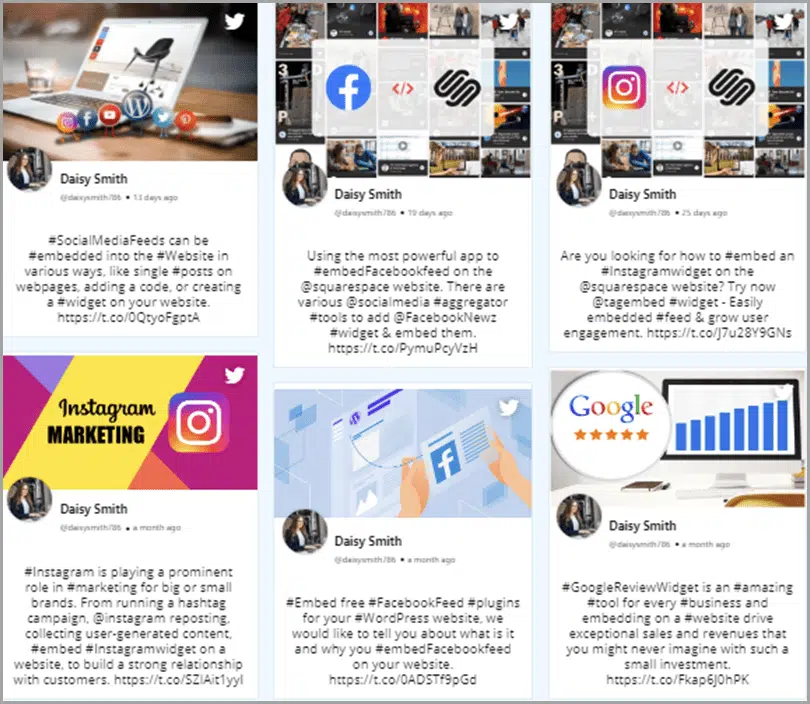 Daisy Smith
@daisysmith786 • 13 days ago
#SocialMediaFeeds can be
#embedded into the #Website in
various ways, like single #posts on
webpages, adding a code, or creating
a #widget on your website.
https://t.co/0QtyoFgptA
Daisy Smith
@daisysmith786 • 19 days ago
Using the most powerful app to
#embedFacebookfeed on the
@squarespace website. There are
various @socialmedia #aggregator
#tools to add @FacebookNewz
#widget & embed them.
https://t.co/PymuPcyVzH
</>
Daisy Smith
@daisysmith786 • 25 days ago
Are you looking for how to #embed an
#Instagramwidget on the
@squarespace website? Try now
@tagembed #widget - Easily
embedded #feed & grow user
engagement. https://t.co/J7u28Y9GNs
</>
Instagram
MARKETING
Daisy Smith
@daisysmith786 • a month ago
#Instagram is playing a prominent
role in #marketing for big or small
brands. From running a hashtag
campaign, @instagram reposting,
collecting user-generated content,
#embed #Instagramwidget on a
website, to build a strong relationship
with customers. https://t.co/SZlAit1yyl
Daisy Smith
@daisysmith786 • a month ago
#Embed free #FacebookFeed #plugins
for your #WordPress website, we
would like to tell you about what is it
and why you #embedFacebookfeed
on your website.
https://t.co/0ADSTf9pGd
Google
Daisy Smith
@daisysmith786 • a month ago
#GoogleReviewWidget is an #amazing
#tool for every #business and
embedding on a #website drive
exceptional sales and revenues that
you might never imagine with such a
small investment.
https://t.co/Fkap6J0hPK